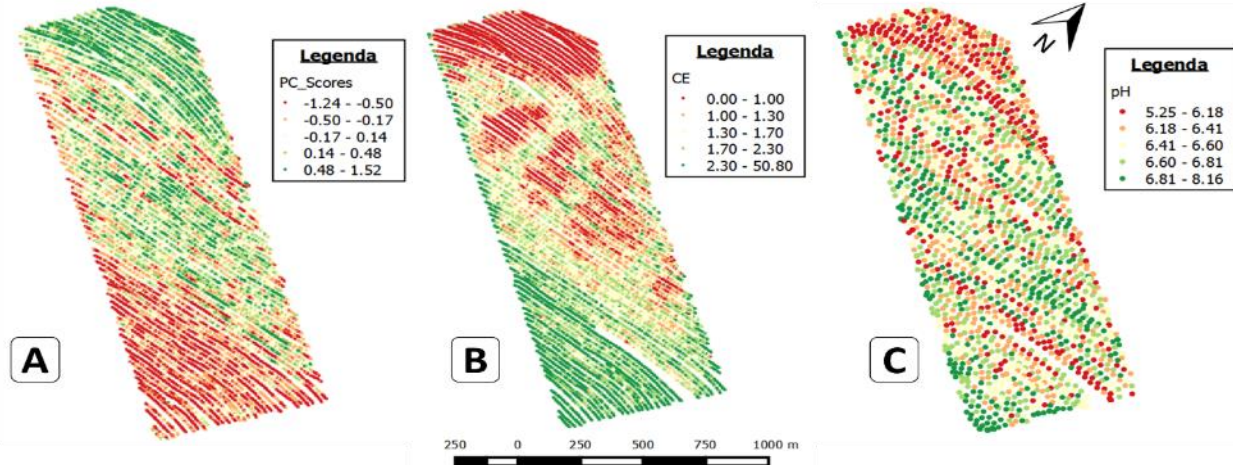 Legenda
PC_Scores
-1.24 - -0.50
-0.50 - -0.17
-0.17 - 0.14
0.14 - 0.48
0.48 - 1.52
A
Legenda
CE
0.00 - 1.00
1.00 - 1.30
1.30 - 1.70
1.70 - 2.30
2.30 - 50.80
B
N
Legenda
pH
5.25 - 6.18
6.18 - 6.41
6.41 - 6.60
6.60 - 6.81
6.81 - 8.16
C
250 0 250 500 750 1000 m